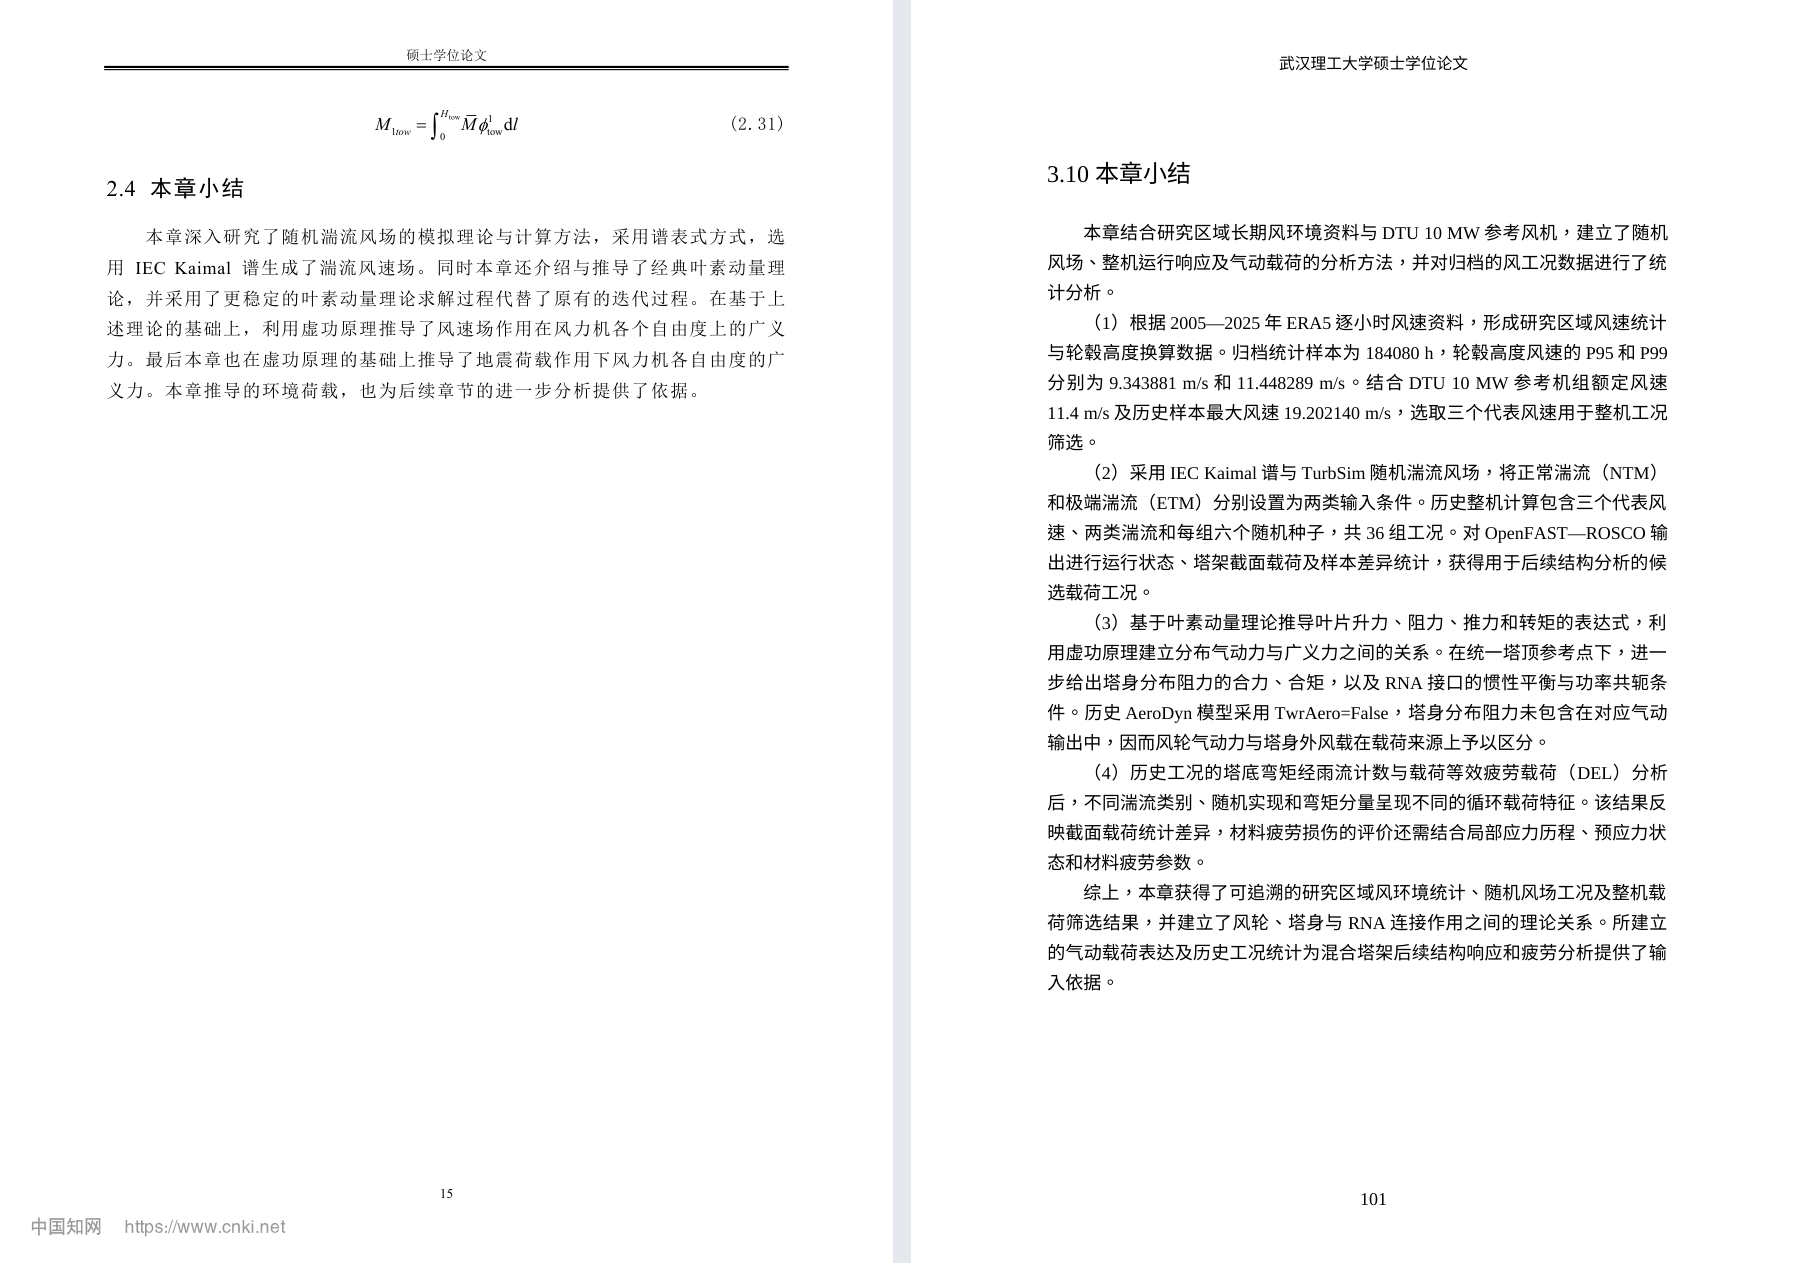 硕士学位论文
M_{1tow} = ∫_0^{H_{tow}} \overline{M} ϕ_{tow}^1 dl (2.31)
2.4 本章小结
本章深入研究了随机湍流风场的模拟理论与计算方法，采用谱表式方式，选
用 IEC Kaimal 谱生成了湍流风速场。同时本章还介绍与推导了经典叶素动量理
论，并采用了更稳定的叶素动量理论求解过程代替了原有的迭代过程。在基于上
述理论的基础上，利用虚功原理推导了风速场作用在风力机各个自由度上的广义
力。最后本章也在虚功原理的基础上推导了地震荷载作用下风力机各自由度的广
义力。本章推导的环境荷载，也为后续章节的进一步分析提供了依据。
15
中国知网 https://www.cnki.net
武汉理工大学硕士学位论文
3.10 本章小结
本章结合研究区域长期风环境资料与 DTU 10 MW 参考风机，建立了随机
风场、整机运行响应及气动载荷的分析方法，并对归档的风工况数据进行了统
计分析。
（1）根据 2005—2025 年 ERA5 逐小时风速资料，形成研究区域风速统计
与轮毂高度换算数据。归档统计样本为 184080 h，轮毂高度风速的 P95 和 P99
分别为 9.343881 m/s 和 11.448289 m/s。结合 DTU 10 MW 参考机组额定风速
11.4 m/s 及历史样本最大风速 19.202140 m/s，选取三个代表风速用于整机工况
筛选。
（2）采用 IEC Kaimal 谱与 TurbSim 随机湍流风场，将正常湍流（NTM）
和极端湍流（ETM）分别设置为两类输入条件。历史整机计算包含三个代表风
速、两类湍流和每组六个随机种子，共 36 组工况。对 OpenFAST—ROSCO 输
出进行运行状态、塔架截面载荷及样本差异统计，获得用于后续结构分析的候
选载荷工况。
（3）基于叶素动量理论推导叶片升力、阻力、推力和转矩的表达式，利
用虚功原理建立分布气动力与广义力之间的关系。在统一塔顶参考点下，进一
步给出塔身分布阻力的合力、合矩，以及 RNA 接口的惯性平衡与功率共轭条
件。历史 AeroDyn 模型采用 TwrAero=False，塔身分布阻力未包含在对应气动
输出中，因而风轮气动力与塔身外风载在载荷来源上予以区分。
（4）历史工况的塔底弯矩经雨流计数与载荷等效疲劳载荷（DEL）分析
后，不同湍流类别、随机实现和弯矩分量呈现不同的循环载荷特征。该结果反
映截面载荷统计差异，材料疲劳损伤的评价还需结合局部应力历程、预应力状
态和材料疲劳参数。
综上，本章获得了可追溯的研究区域风环境统计、随机风场工况及整机载
荷筛选结果，并建立了风轮、塔身与 RNA 连接作用之间的理论关系。所建立
的气动载荷表达及历史工况统计为混合塔架后续结构响应和疲劳分析提供了输
入依据。
101